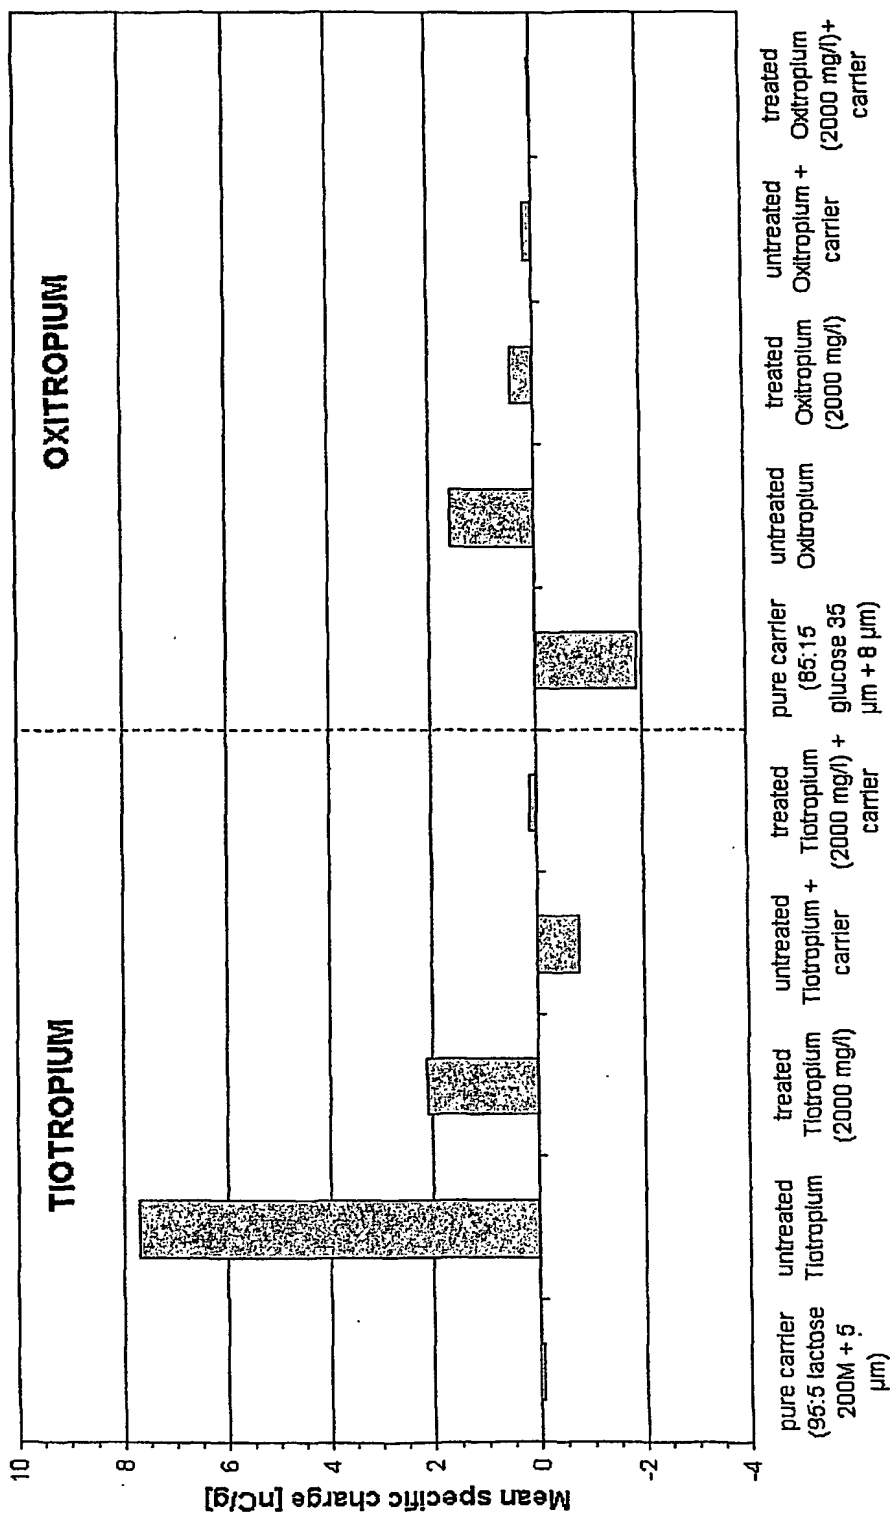 TIOTROPIUM
OXITROPIUM
Mean specific charge [nC/g]
10
8
6
4
2
0
-2
-4
pure carrier
(95:5 lactose
200M + 5
µm)
untreated
Tiotropium
treated
Tiotropium
(2000 mg/l)
untreated
Tiotropium +
carrier
treated
Tiotropium
(2000 mg/l) +
carrier
pure carrier
(85:15
glucose 35
µm + 8 µm)
untreated
Oxitropium
treated
Oxitropium
(2000 mg/l)
untreated
Oxitropium +
carrier
treated
Oxitropium
(2000 mg/l)+
carrier